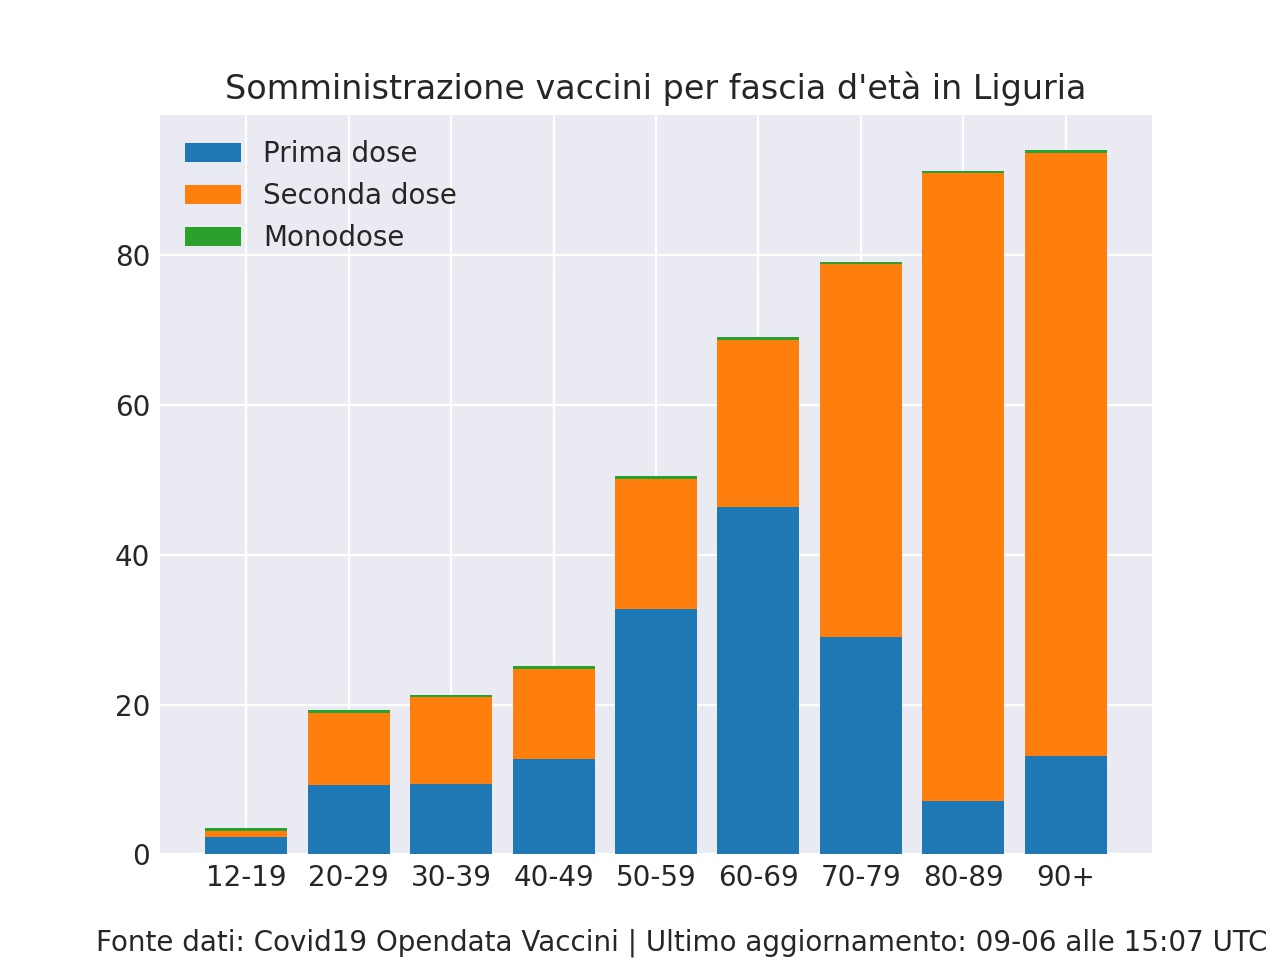 Somministrazione vaccini per fascia d'età in Liguria
Prima dose
Seconda dose
Monodose
80
60
40
20
0
12-19 20-29 30-39 40-49 50-59 60-69 70-79 80-89 90+
Fonte dati: Covid19 Opendata Vaccini | Ultimo aggiornamento: 09-06 alle 15:07 UTC